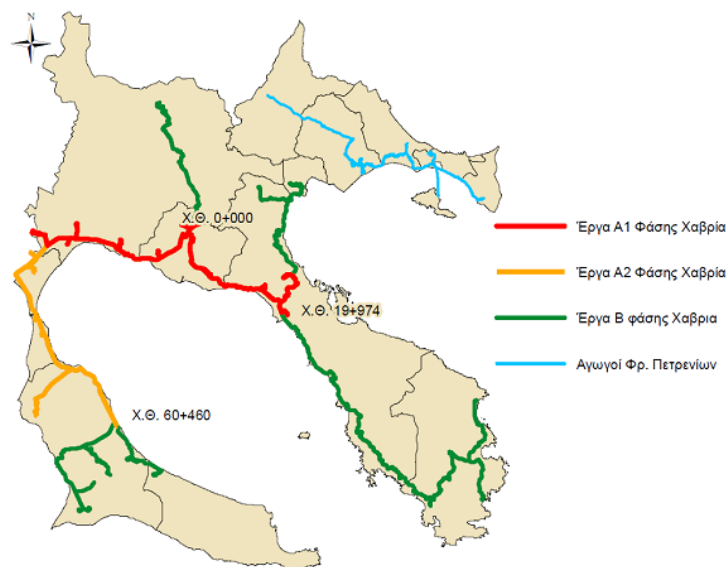 N
Χ.Θ. 0+000
Έργα Α1 Φάσης Χαβρία
Έργα Α2 Φάσης Χαβρία
Χ.Θ. 19+974
Έργα Β φάσης Χαβρια
Αγωγοί Φρ. Πετρενίων
Χ.Θ. 60+460